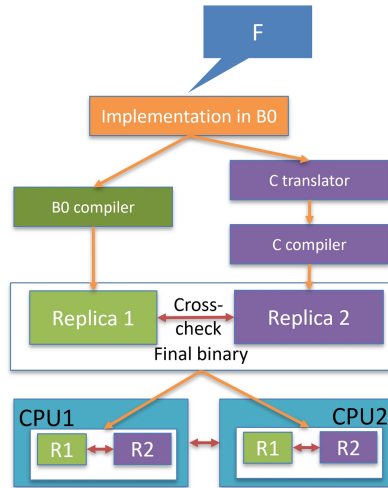 F
Implementation in B0
C translator
B0 compiler
C compiler
Replica 1
Cross-
check
Replica 2
Final binary
CPU1
CPU2
R1
R2
R1
R2